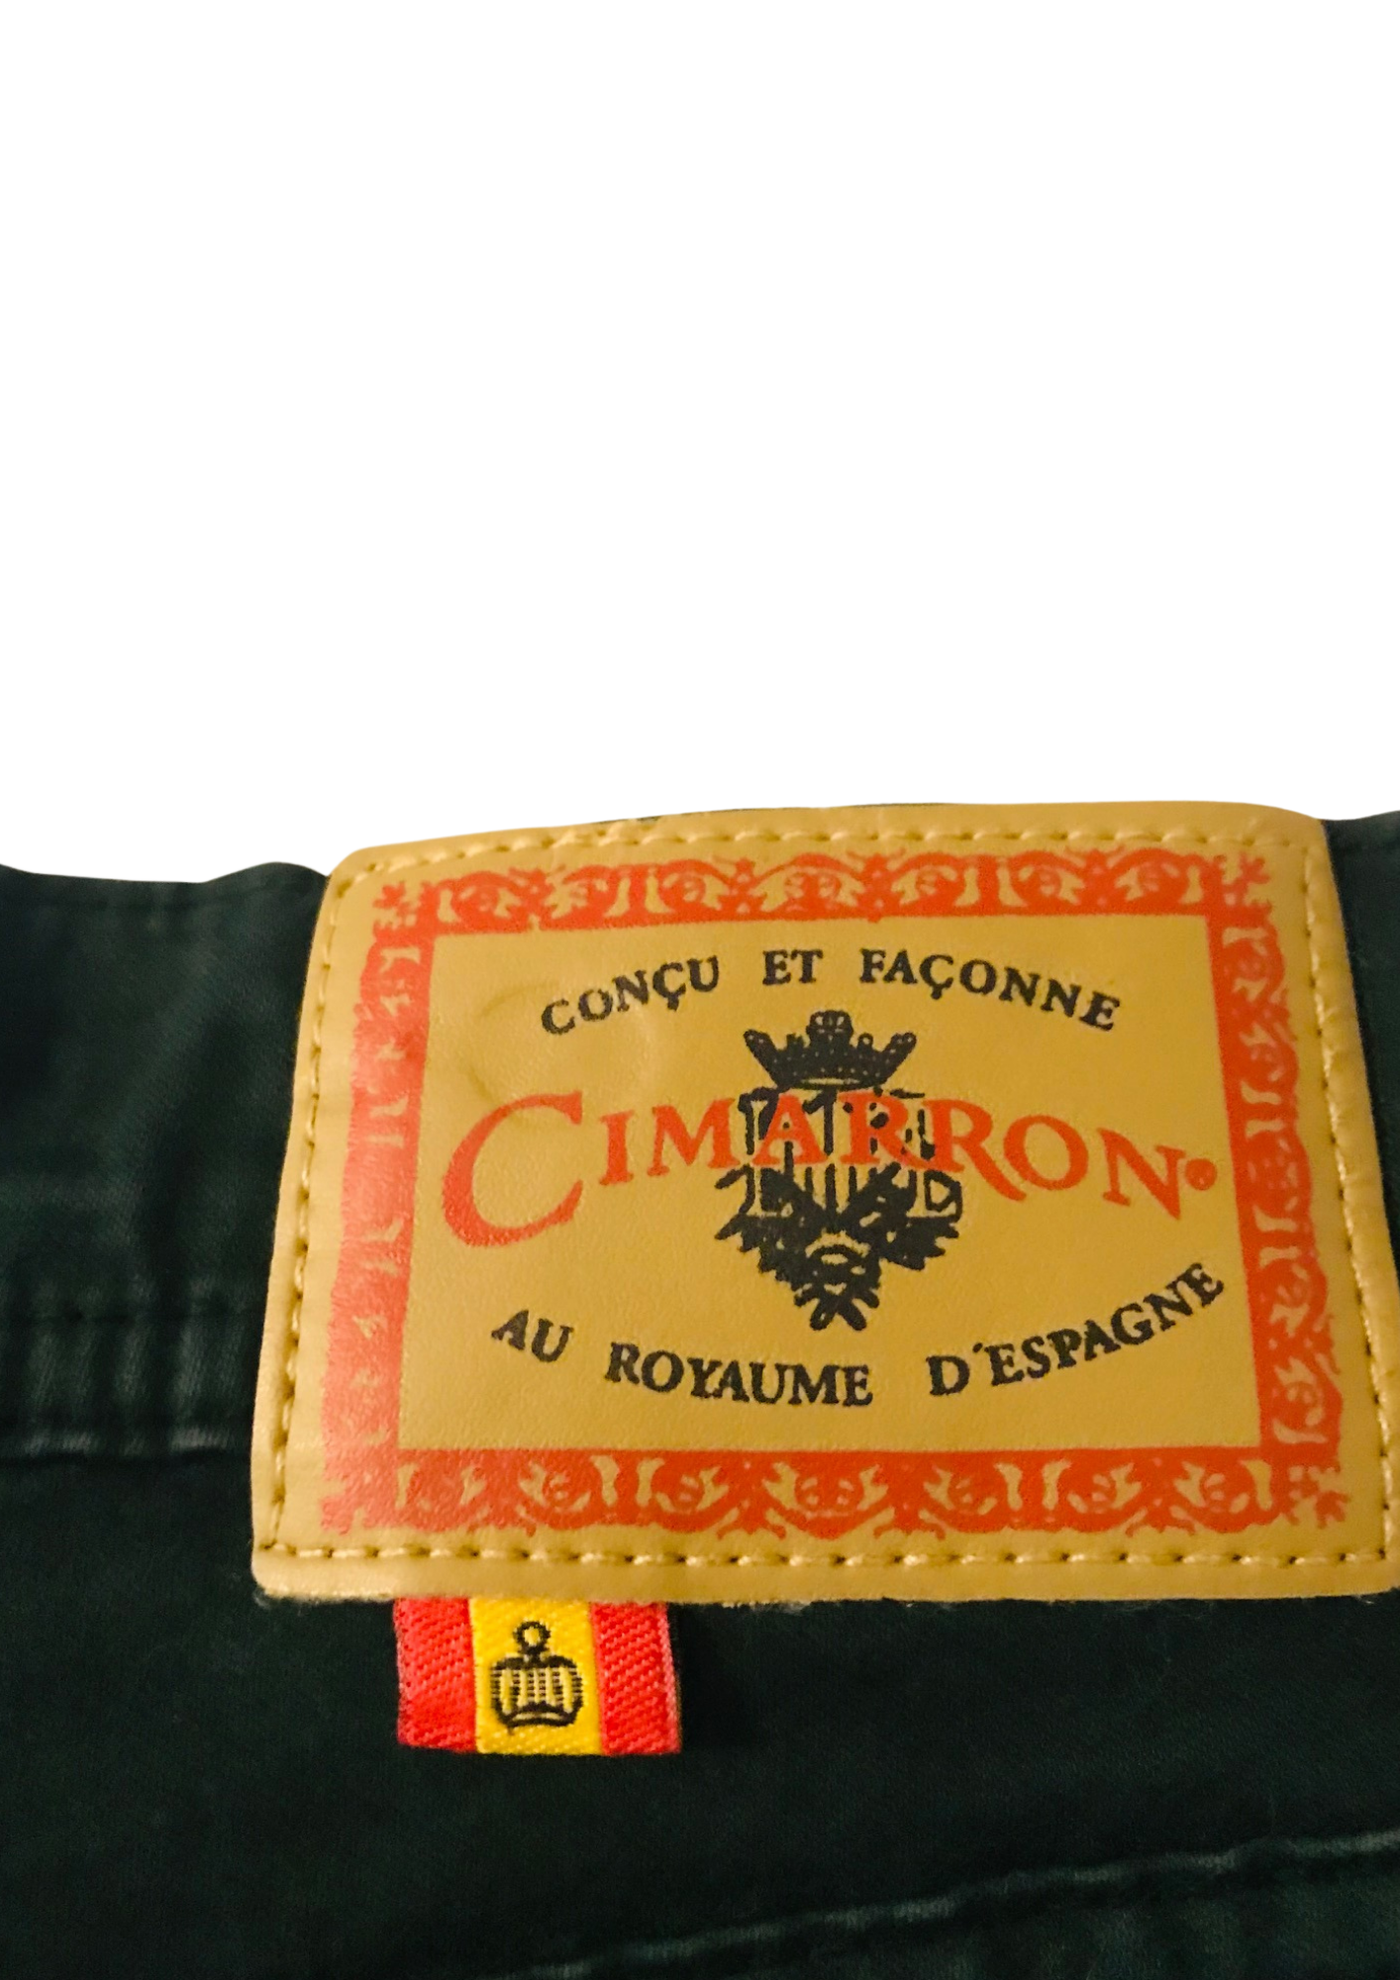 CONÇU ET FAÇONNE
CIMARRON®
AU ROYAUME D'ESPAGNE